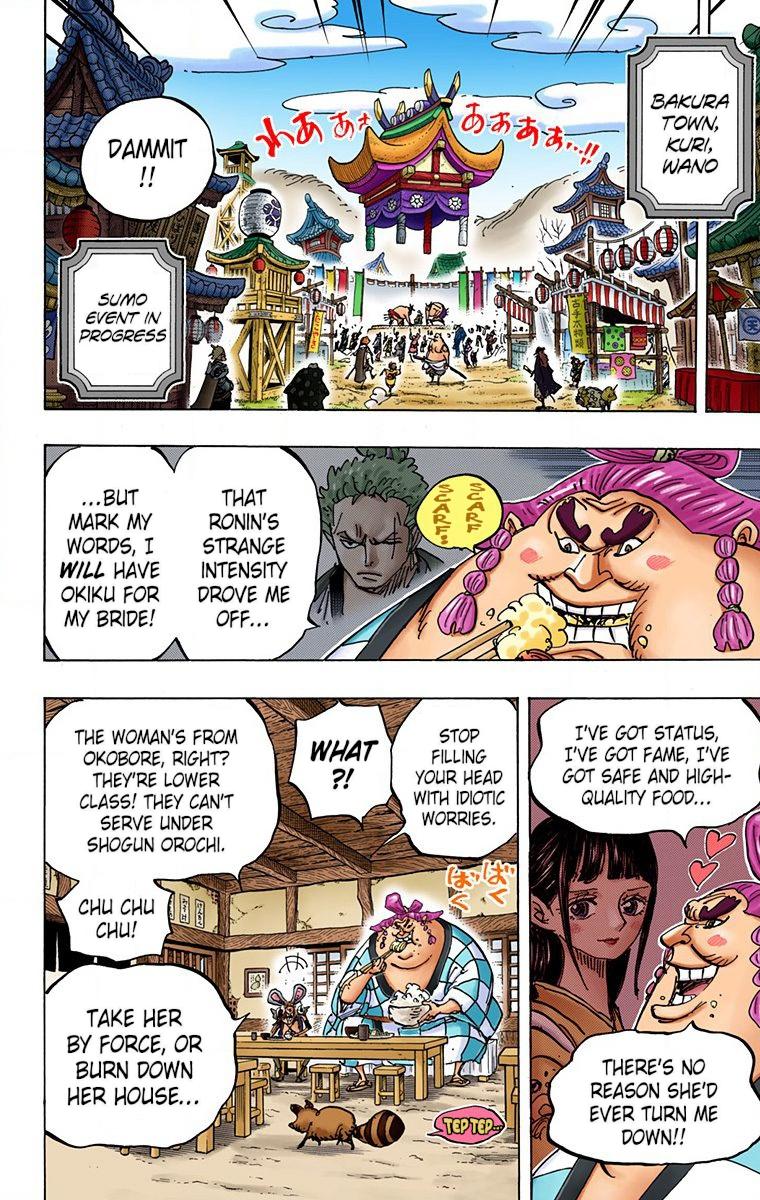 BAKURA
TOWN,
KURI,
WANO
わあ あぁ
ああああ…!!
DAMMIT
!!
SUMO
EVENT IN
PROGRESS
SCARF
SCARF!
THAT
RONIN'S
STRANGE
INTENSITY
DROVE ME
OFF...
...BUT
MARK MY
WORDS, I
WILL HAVE
OKIKU FOR
MY BRIDE!
I'VE GOT STATUS,
I'VE GOT FAME, I'VE
GOT SAFE AND HIGH-
QUALITY FOOD...
THERE'S NO
REASON SHE'D
EVER TURN ME
DOWN!!
STOP
FILLING
YOUR HEAD
WITH IDIOTIC
WORRIES.
WHAT
?!
ばく
ばく
THE WOMAN'S FROM
OKOBORE, RIGHT?
THEY'RE LOWER
CLASS! THEY CAN'T
SERVE UNDER
SHOGUN OROCHI.
CHU CHU
CHU!
TAKE HER
BY FORCE, OR
BURN DOWN
HER HOUSE...
TEP TEP...